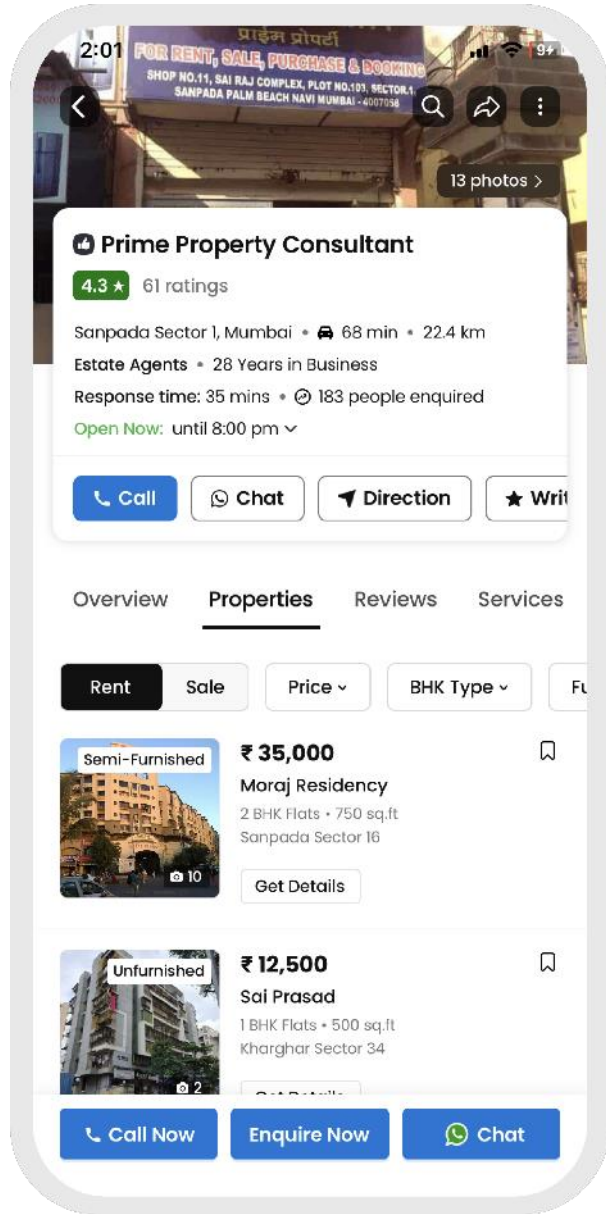 प्राईम प्रोपर्टी
2:01
FOR RENT, SALE, PURCHASE & BOOKING
SHOP NO.11, SAI RAJ COMPLEX, PLOT NO.103, SECTOR.1,
SANPADA PALM BEACH NAVI MUMBAI - 4007056
13 photos >
Prime Property Consultant
4.3 ★ 61 ratings
Sanpada Sector 1, Mumbai • 68 min • 22.4 km
Estate Agents • 28 Years in Business
Response time: 35 mins • 183 people enquired
Open Now: until 8:00 pm
Call Chat Direction Writ
Overview Properties Reviews Services
Rent Sale Price BHK Type Fu
Semi-Furnished
₹ 35,000
Moraj Residency
2 BHK Flats • 750 sq.ft
Sanpada Sector 16
10
Get Details
Unfurnished
₹ 12,500
Sai Prasad
1 BHK Flats • 500 sq.ft
Kharghar Sector 34
2
Call Now Enquire Now Chat